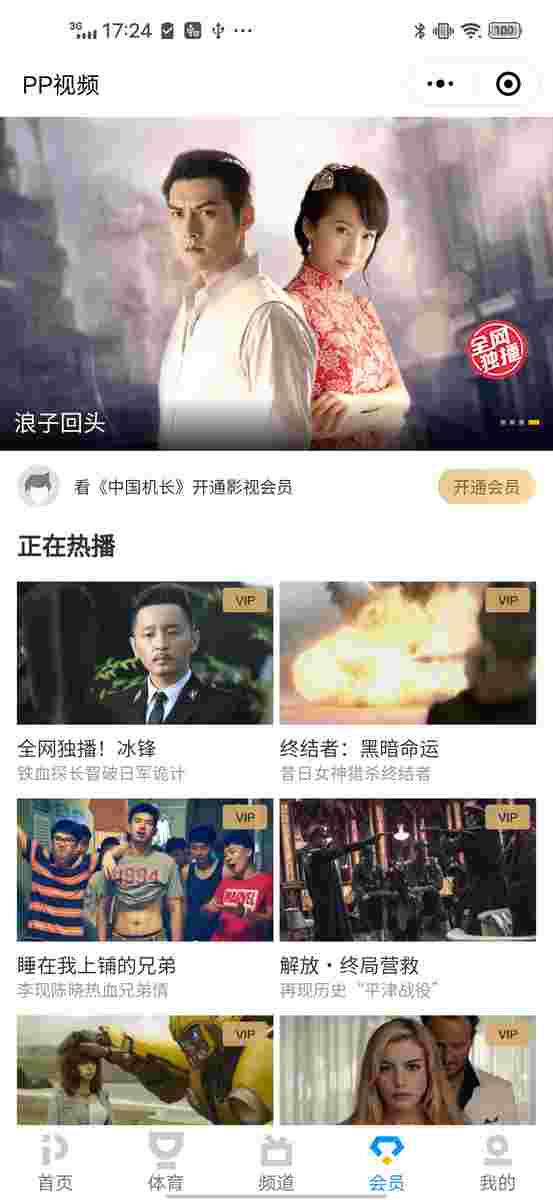 3G 17:24 100
PP视频
全网
独播
浪子回头
看《中国机长》开通影视会员
开通会员
正在热播
VIP
VIP
全网独播！冰锋
终结者：黑暗命运
铁血探长智破日军诡计
昔日女神猎杀终结者
VIP
VIP
1994
MARVEL
睡在我上铺的兄弟
解放·终局营救
李现陈晓热血兄弟情
再现历史“平津战役”
VIP
VIP
首页
体育
频道
会员
我的